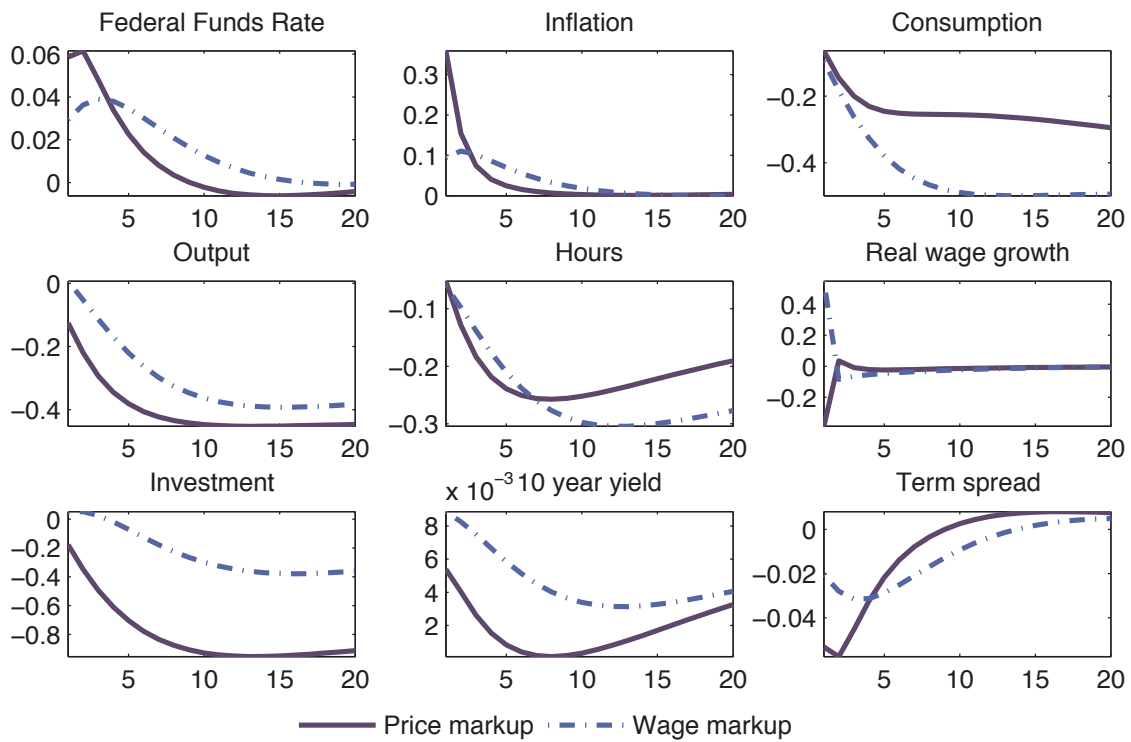 Federal Funds Rate Inflation Consumption
0.06
0.04
0.02
0
5 10 15 20
0.3
0.2
0.1
0
5 10 15 20
−0.2
−0.4
5 10 15 20
Output Hours Real wage growth
0
−0.2
−0.4
5 10 15 20
−0.1
−0.2
−0.3
5 10 15 20
0.4
0.2
0
−0.2
5 10 15 20
Investment x 10−3 10 year yield Term spread
0
−0.2
−0.4
−0.6
−0.8
5 10 15 20
8
6
4
2
5 10 15 20
0
−0.02
−0.04
5 10 15 20
Price markup Wage markup